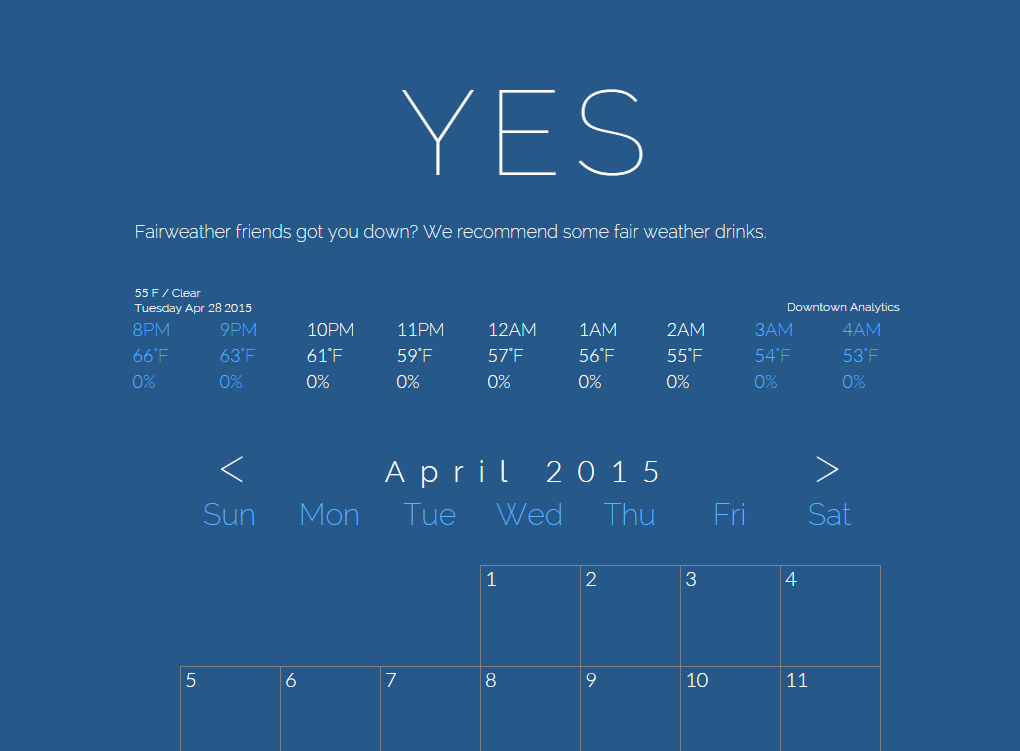 YES
Fairweather friends got you down? We recommend some fair weather drinks.
55 F / Clear
Tuesday Apr 28 2015
Downtown Analytics
8PM 9PM 10PM 11PM 12AM 1AM 2AM 3AM 4AM
66°F 63°F 61°F 59°F 57°F 56°F 55°F 54°F 53°F
0% 0% 0% 0% 0% 0% 0% 0% 0%
< April 2015 >
Sun Mon Tue Wed Thu Fri Sat
1 2 3 4
5 6 7 8 9 10 11